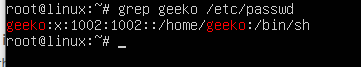 root@linux:~# grep geeko /etc/passwd
geeko:x:1002:1002::/home/geeko:/bin/sh
root@linux:~# _